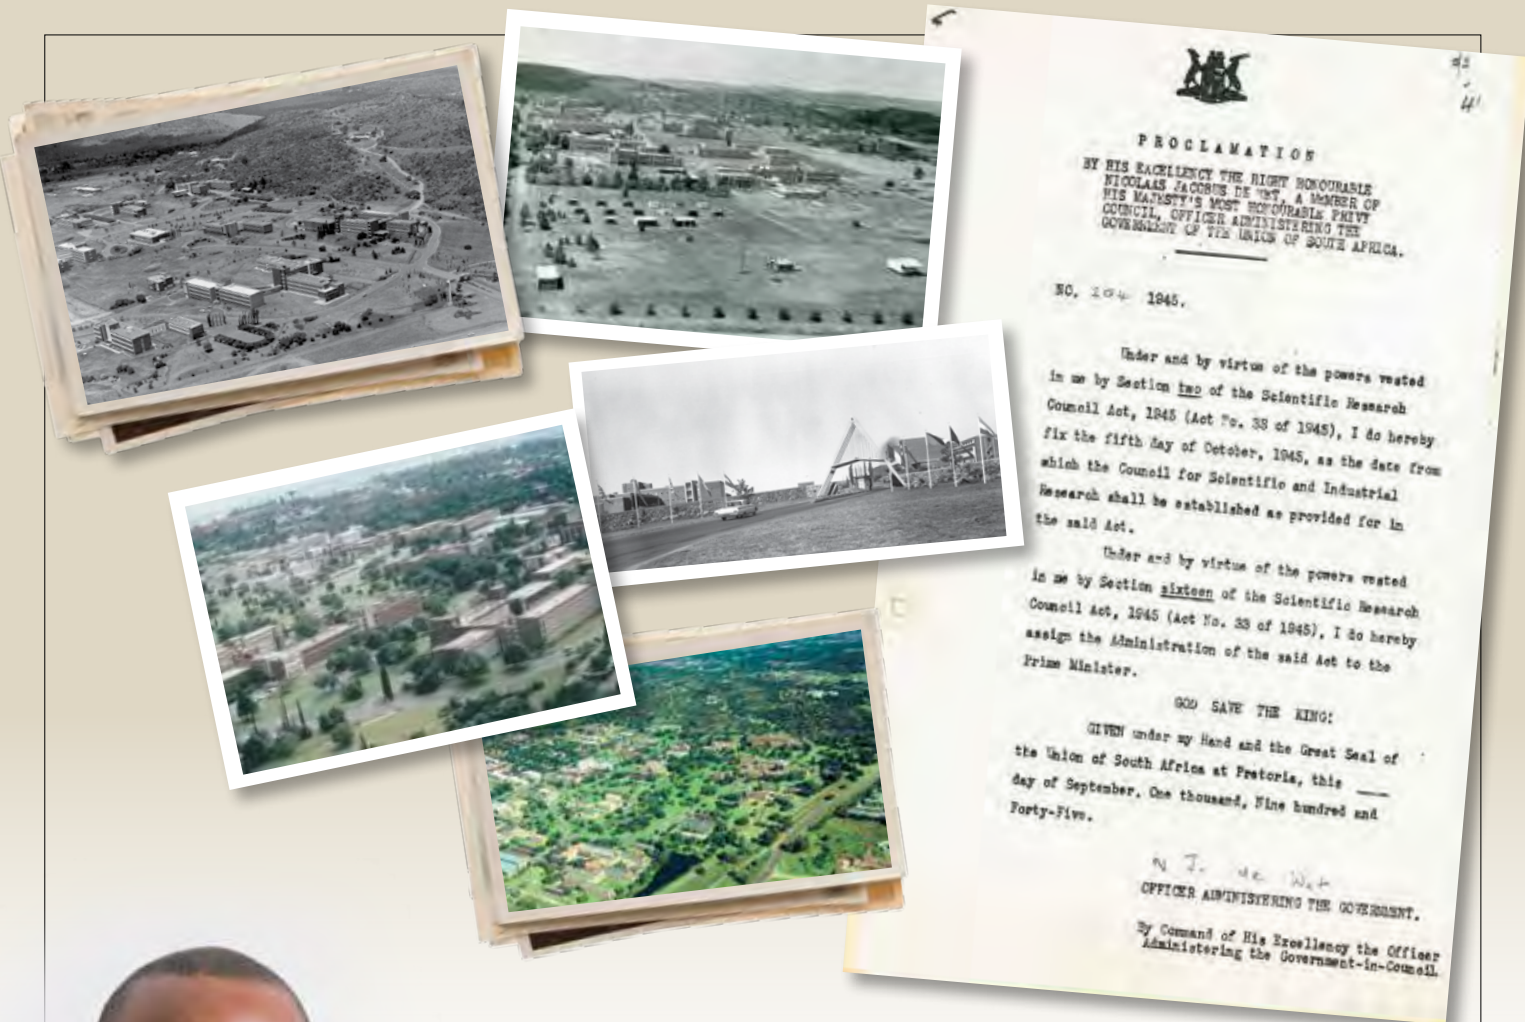 PROCLAMATION
BY HIS EXCELLENCY THE RIGHT HONOURABLE
NICOLAAS JACOBUS DE WET, A MEMBER OF
HIS MAJESTY'S MOST HONOURABLE PRIVY
COUNCIL, OFFICER ADMINISTERING THE
GOVERNMENT OF THE UNION OF SOUTH AFRICA.
NO. 204 1945.
Under and by virtue of the powers vested
in me by Section two of the Scientific Research
Council Act, 1945 (Act No. 33 of 1945), I do hereby
fix the fifth day of October, 1945, as the date from
which the Council for Scientific and Industrial
Research shall be established as provided for in
the said Act.
Under and by virtue of the powers vested
in me by Section sixteen of the Scientific Research
Council Act, 1945 (Act No. 33 of 1945), I do hereby
assign the Administration of the said Act to the
Prime Minister.
GOD SAVE THE KING!
GIVEN under my Hand and the Great Seal of
the Union of South Africa at Pretoria, this ___
day of September, One thousand, Nine hundred and
Forty-Five.
N J. de Wet
OFFICER ADMINISTERING THE GOVERNMENT.
By Command of His Excellency the Officer
Administering the Government-in-Council.